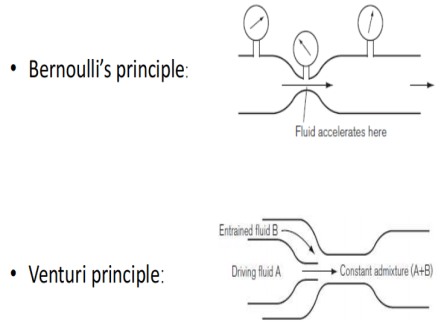 • Bernoulli's principle:
Fluid accelerates here
Entrained fluid B
Driving fluid A
Constant admixture (A+B)
• Venturi principle: